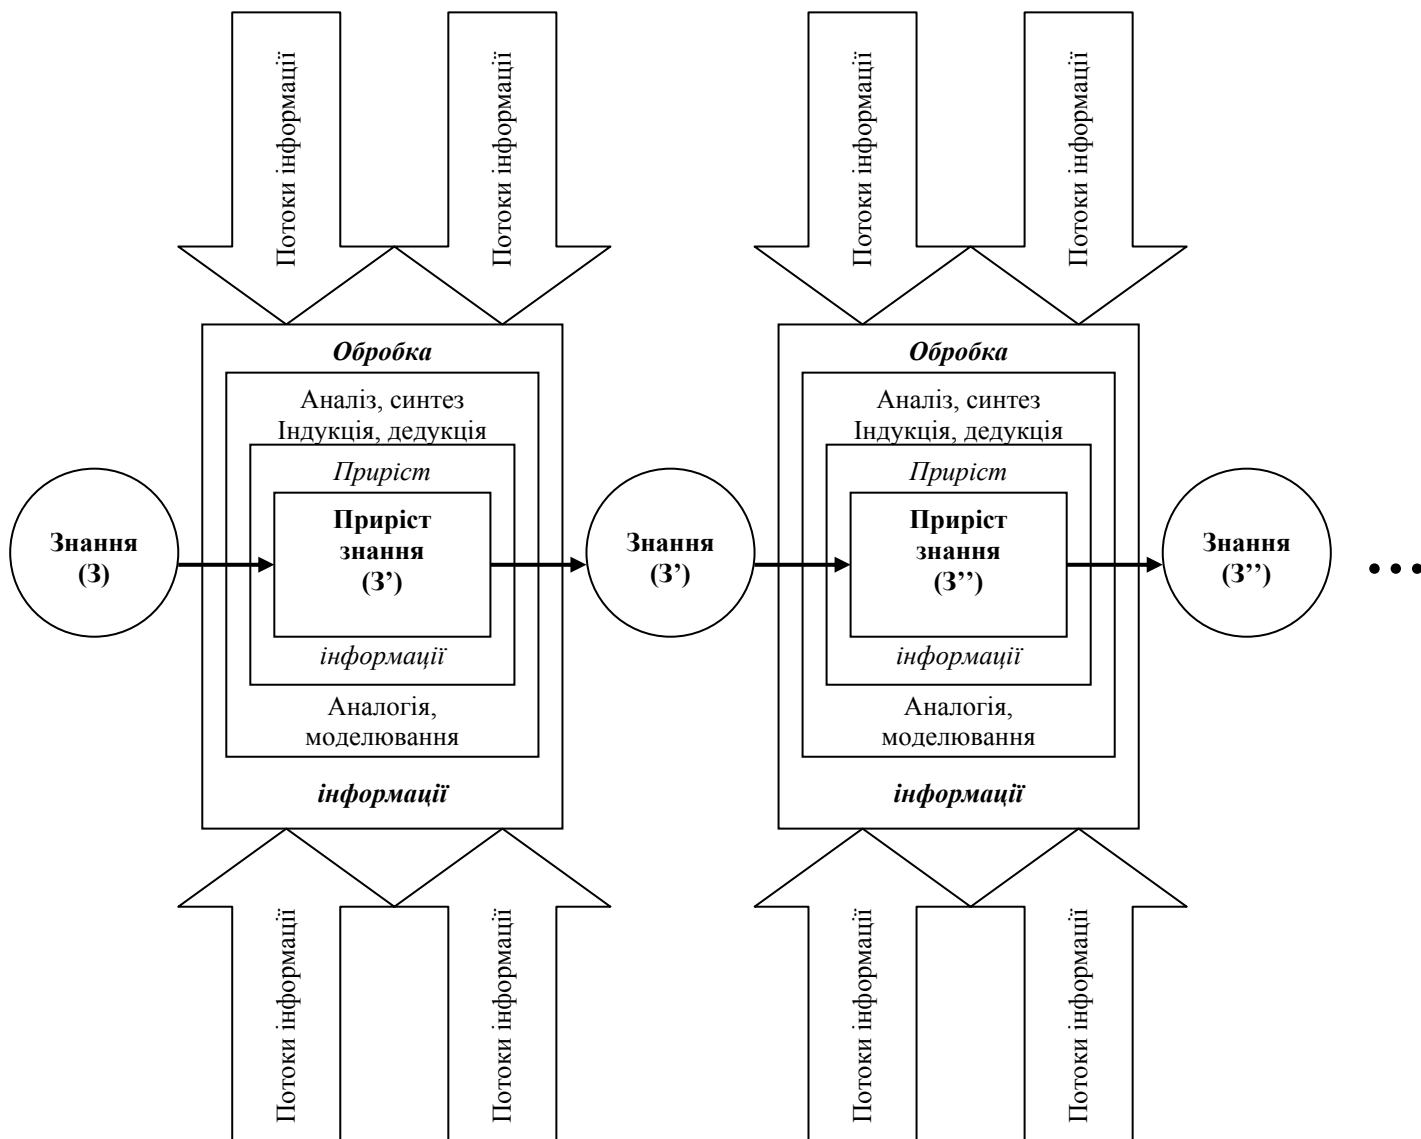 Потоки інформації
Потоки інформації
Потоки інформації
Потоки інформації
Обробка
Аналіз, синтез
Індукція, дедукція
Приріст
Приріст
знання
(З’)
інформації
Аналогія,
моделювання
інформації
Обробка
Аналіз, синтез
Індукція, дедукція
Приріст
Приріст
знання
(З’’)
інформації
Аналогія,
моделювання
інформації
Знання
(З)
Знання
(З’)
Знання
(З’’)
...
Потоки інформації
Потоки інформації
Потоки інформації
Потоки інформації